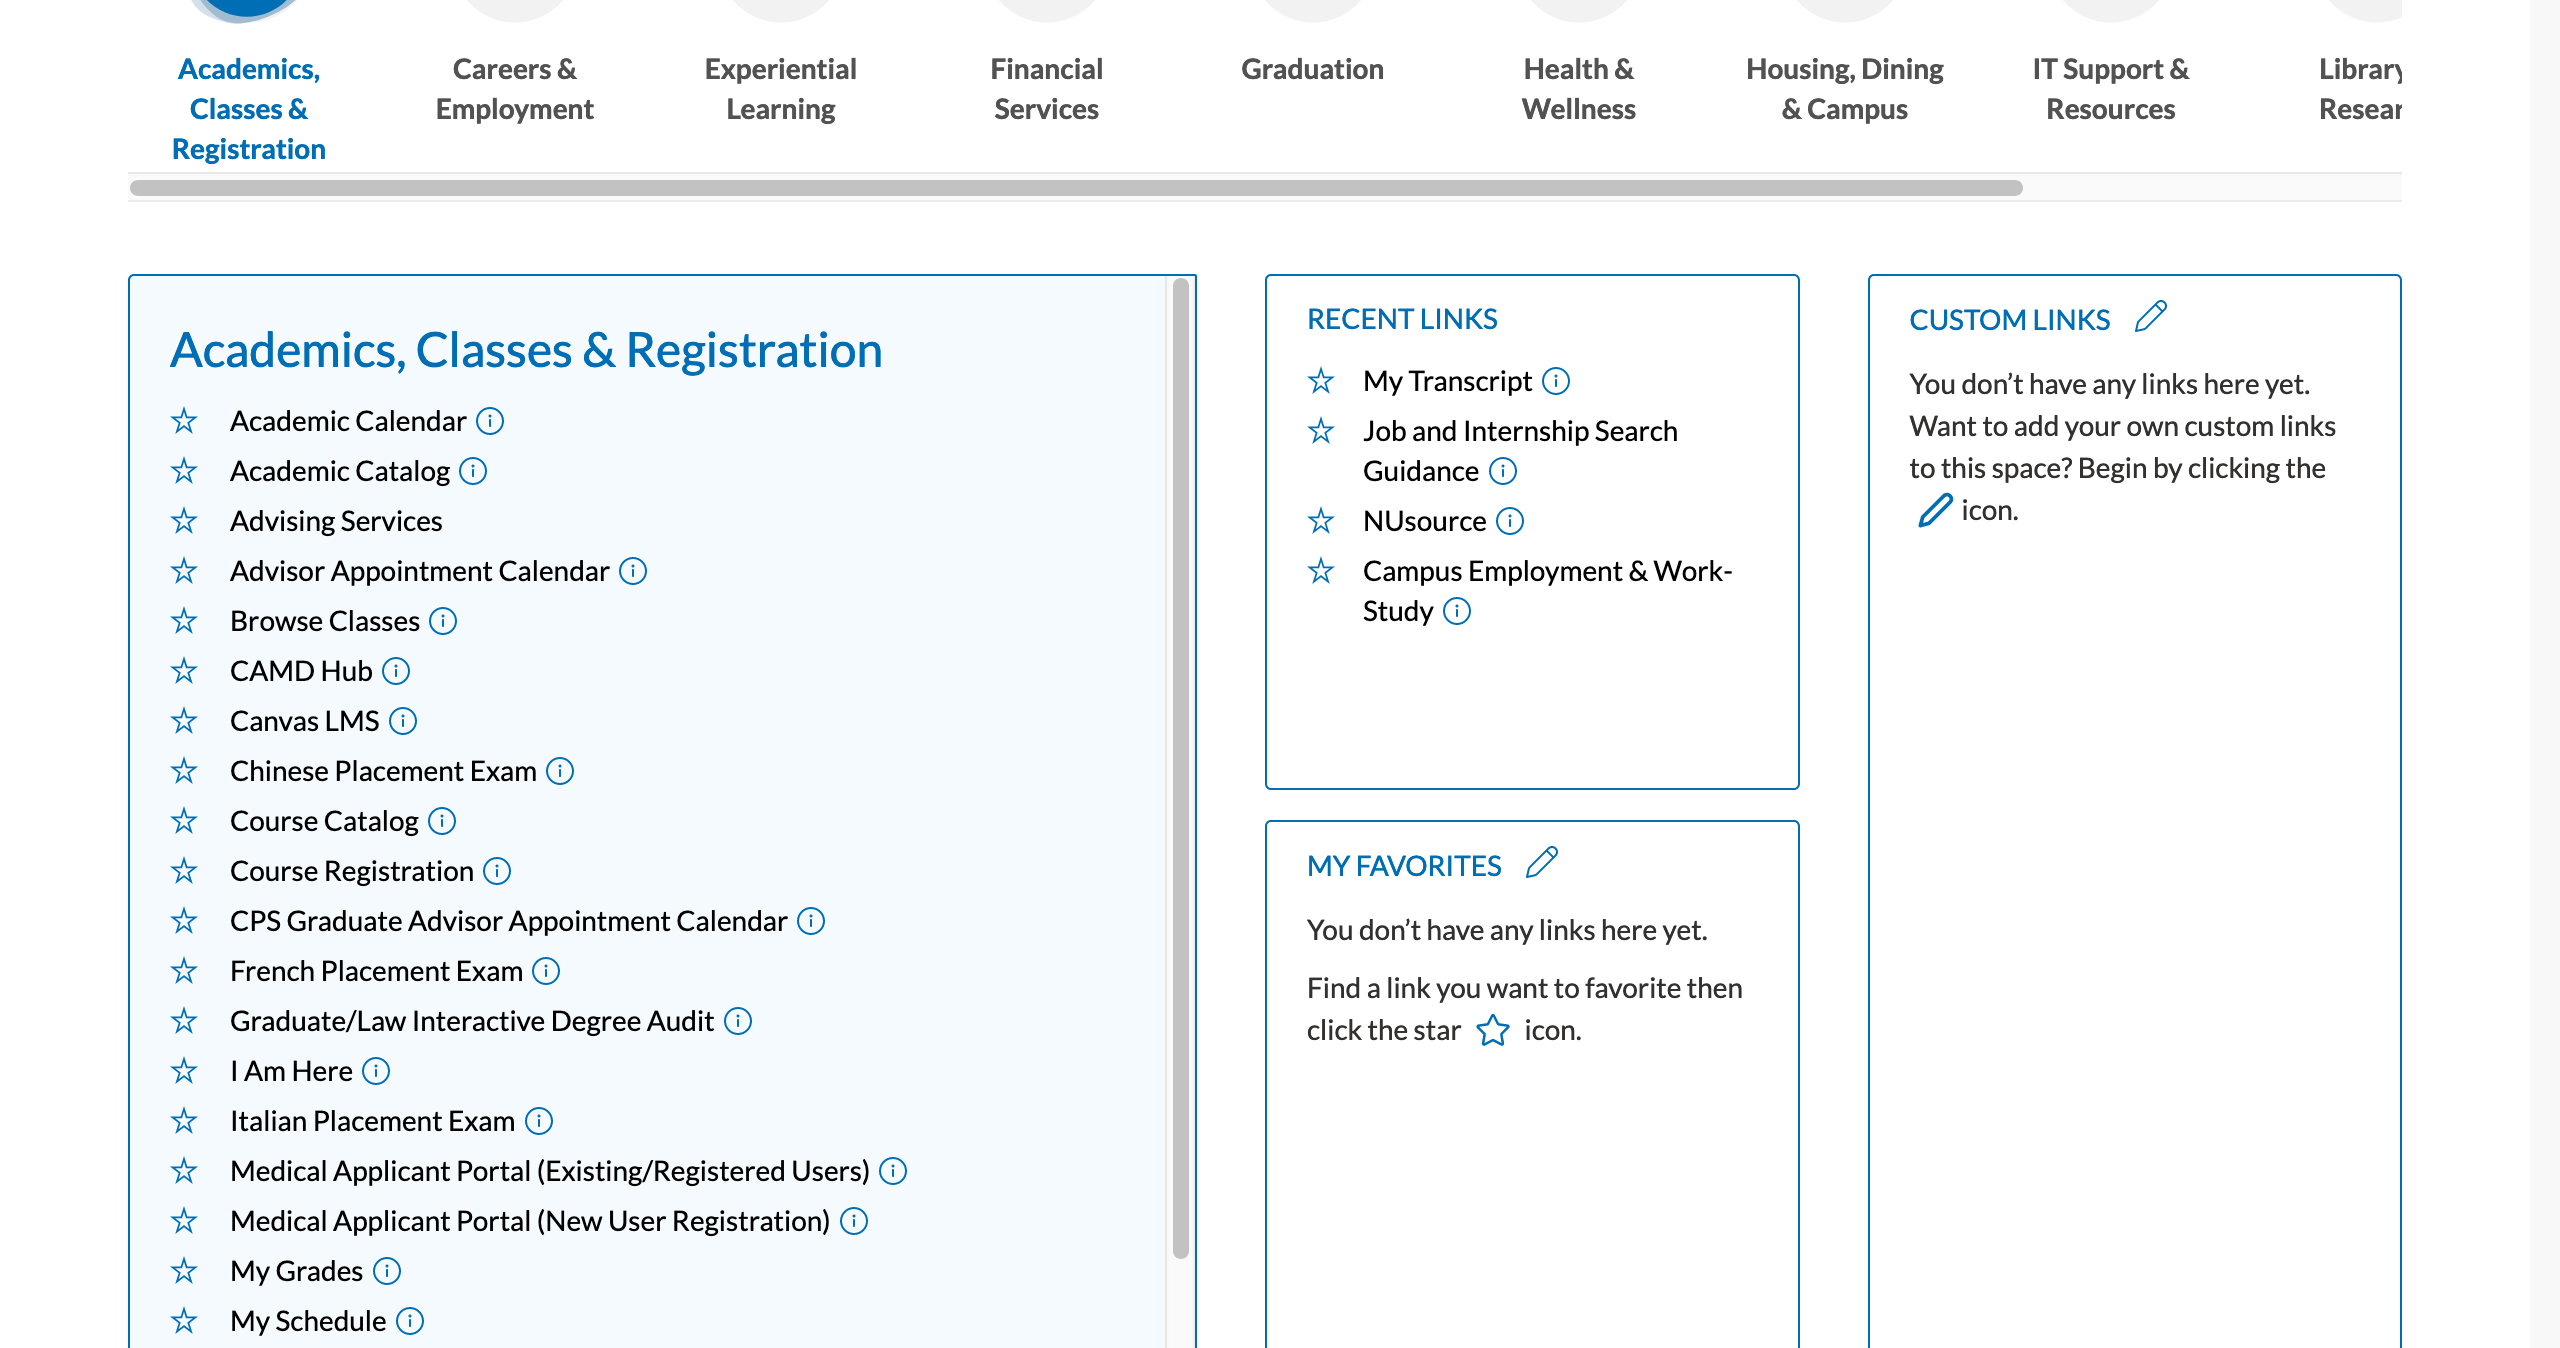 Academics,
Classes &
Registration
Careers &
Employment
Experiential
Learning
Financial
Services
Graduation
Health &
Wellness
Housing, Dining
& Campus
IT Support &
Resources
Library
Resear
Academics, Classes & Registration
Academic Calendar
Academic Catalog
Advising Services
Advisor Appointment Calendar
Browse Classes
CAMD Hub
Canvas LMS
Chinese Placement Exam
Course Catalog
Course Registration
CPS Graduate Advisor Appointment Calendar
French Placement Exam
Graduate/Law Interactive Degree Audit
I Am Here
Italian Placement Exam
Medical Applicant Portal (Existing/Registered Users)
Medical Applicant Portal (New User Registration)
My Grades
My Schedule
RECENT LINKS
My Transcript
Job and Internship Search
Guidance
NUsource
Campus Employment & Work-
Study
MY FAVORITES
You don’t have any links here yet.
Find a link you want to favorite then
click the star icon.
CUSTOM LINKS
You don’t have any links here yet.
Want to add your own custom links
to this space? Begin by clicking the
icon.